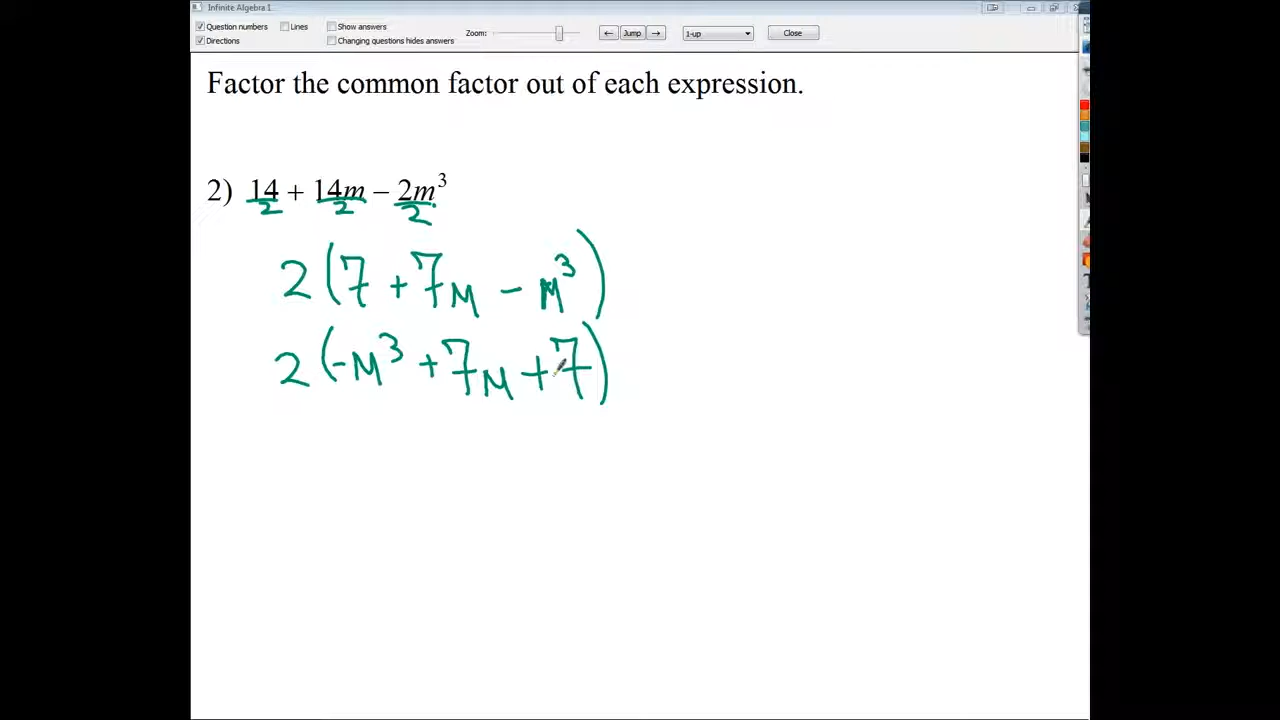 Infinite Algebra 1
Question numbers Lines Show answers Zoom: ← Jump → 1-up Close
Directions Changing questions hides answers
Factor the common factor out of each expression.
2) 14 + 14m − 2m³
2 2 2
2 (7 + 7M − M³)
2 (-M³ + 7M + 7)